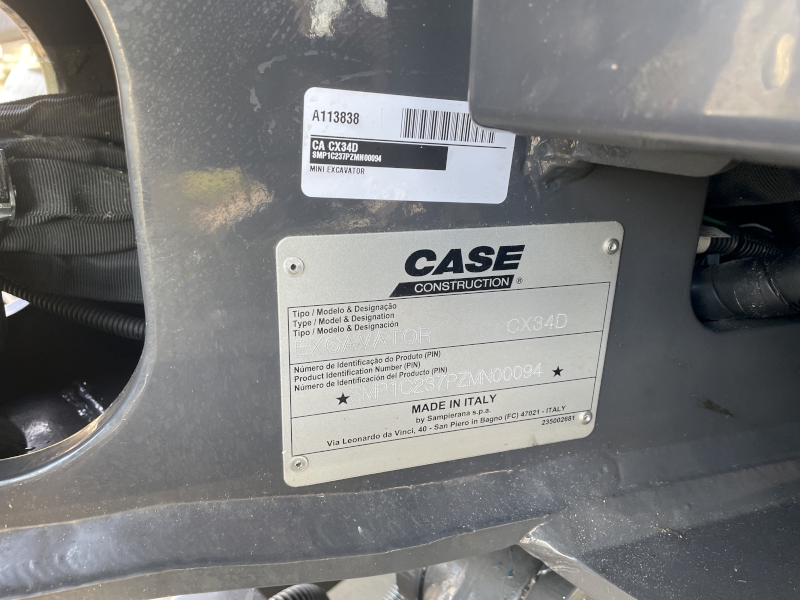 A113838
CA CX34D
SMP1C237PZMN00094
MINI EXCAVATOR
CASE
CONSTRUCTION ®
Tipo / Modelo & Designação
Type / Model & Designation
Tipo / Modelo & Designación
EXCAVATOR CX34D
Número de Identificação do Produto (PIN)
Product Identification Number (PIN)
Número de Identificación del Producto (PIN)
★ SMP1C237PZMN00094 ★
MADE IN ITALY
by Sampierana s.p.a.
Via Leonardo da Vinci, 40 - San Piero in Bagno (FC) 47021 - ITALY
235002681